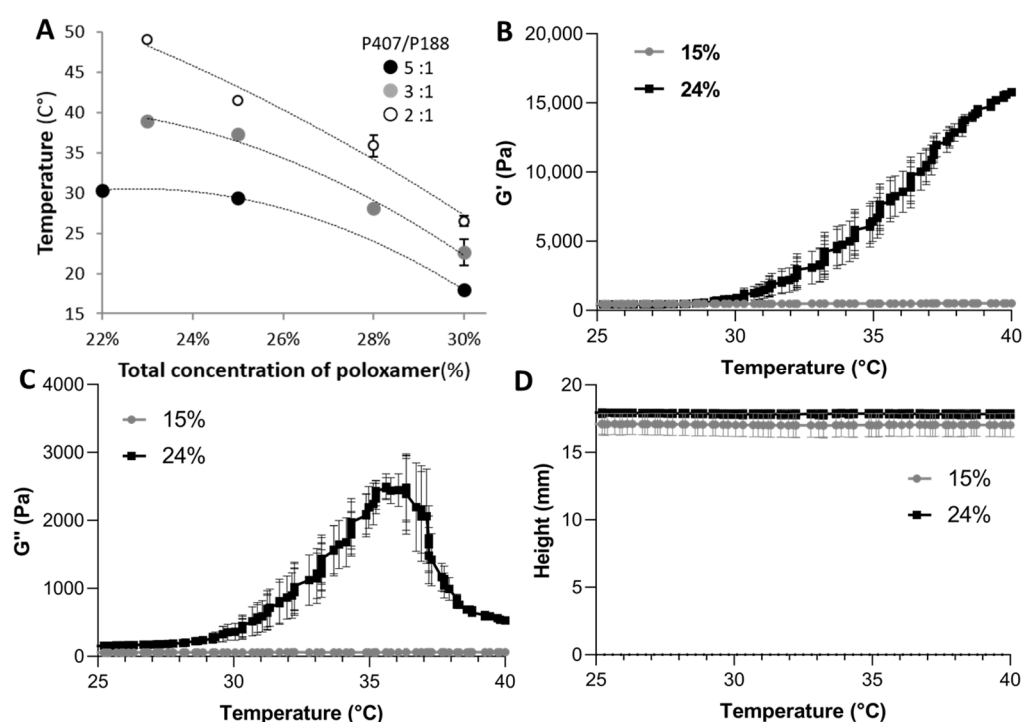 A
50
45
40
35
30
25
20
15
Temperature (C°)
P407/P188
5 :1
3 :1
2 :1
22% 24% 26% 28% 30%
Total concentration of poloxamer(%)
B
20,000
15,000
10,000
5,000
0
G' (Pa)
15%
24%
25 30 35 40
Temperature (°C)
C
4000
3000
2000
1000
0
G'' (Pa)
15%
24%
25 30 35 40
Temperature (°C)
D
20
15
10
5
0
Height (mm)
15%
24%
25 30 35 40
Temperature (°C)